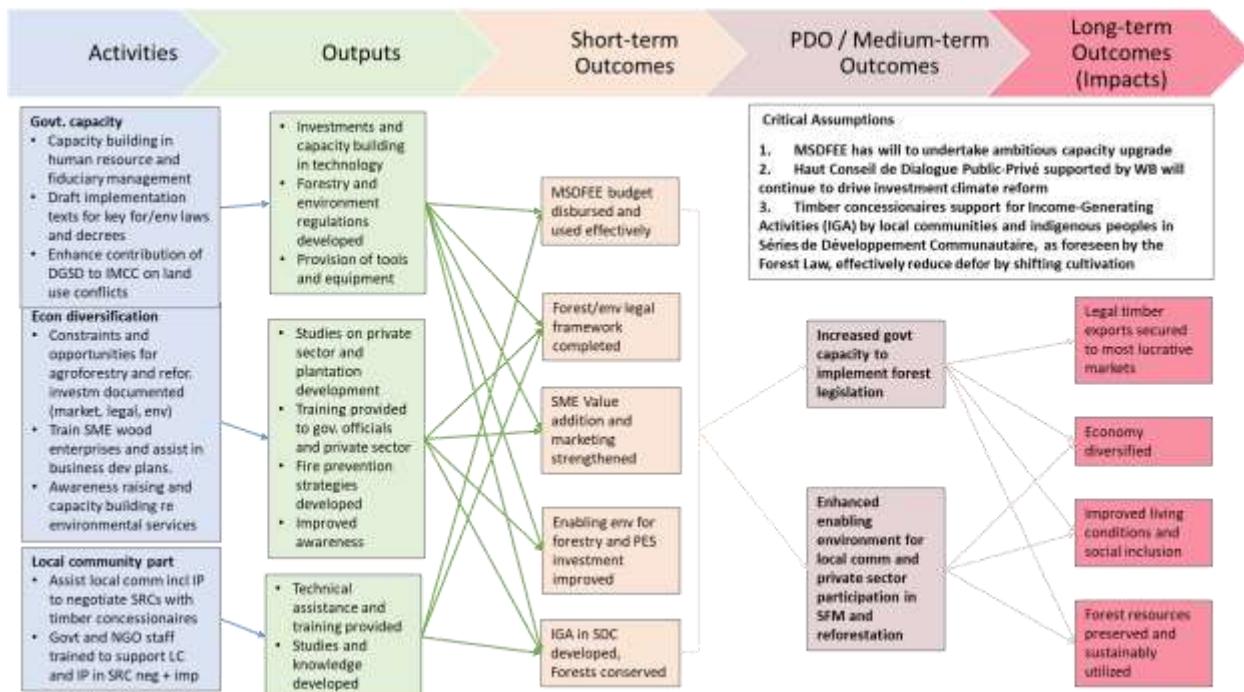 Activities
Outputs
Short-term
Outcomes
PDO / Medium-term
Outcomes
Long-term
Outcomes
(Impacts)
Govt. capacity
• Capacity building in
human resource and
fiduciary management
• Draft implementation
texts for key for/env laws
and decrees
• Enhance contribution of
DGSD to IMCC on land
use conflicts
Econ diversification
• Constraints and
opportunities for
agroforestry and refor.
investm documented
(market, legal, env)
• Train SME wood
enterprises and assist in
business dev plans.
• Awareness raising and
capacity building re
environmental services
Local community part
• Assist local comm incl IP
to negotiate SRCs with
timber concessionaires
• Govt and NGO staff
trained to support LC
and IP in SRC neg + imp
• Investments and
capacity building
in technology
• Forestry and
environment
regulations
developed
• Provision of tools
and equipment
• Studies on private
sector and
plantation
development
• Training provided
to gov. officials
and private sector
• Fire prevention
strategies
developed
• Improved
awareness
• Technical
assistance and
training provided
• Studies and
knowledge
developed
MSDFEE budget
disbursed and
used effectively
Forest/env legal
framework
completed
SME Value
addition and
marketing
strengthened
Enabling env for
forestry and PES
investment
improved
IGA in SDC
developed,
Forests conserved
Critical Assumptions
1. MSDFEE has will to undertake ambitious capacity upgrade
2. Haut Conseil de Dialogue Public-Privé supported by WB will
continue to drive investment climate reform
3. Timber concessionaires support for Income-Generating
Activities (IGA) by local communities and indigenous peoples in
Séries de Développement Communautaire, as foreseen by the
Forest Law, effectively reduce defor by shifting cultivation
Increased govt
capacity to
implement forest
legislation
Enhanced
enabling
environment for
local comm and
private sector
participation in
SFM and
reforestation
Legal timber
exports secured
to most lucrative
markets
Economy
diversified
Improved living
conditions and
social inclusion
Forest resources
preserved and
sustainably
utilized